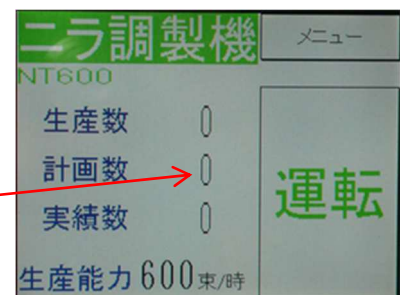 ニラ調製機 メニュー
NT600
生産数 0
計画数 0
実績数 0
運転
生産能力 600束/時